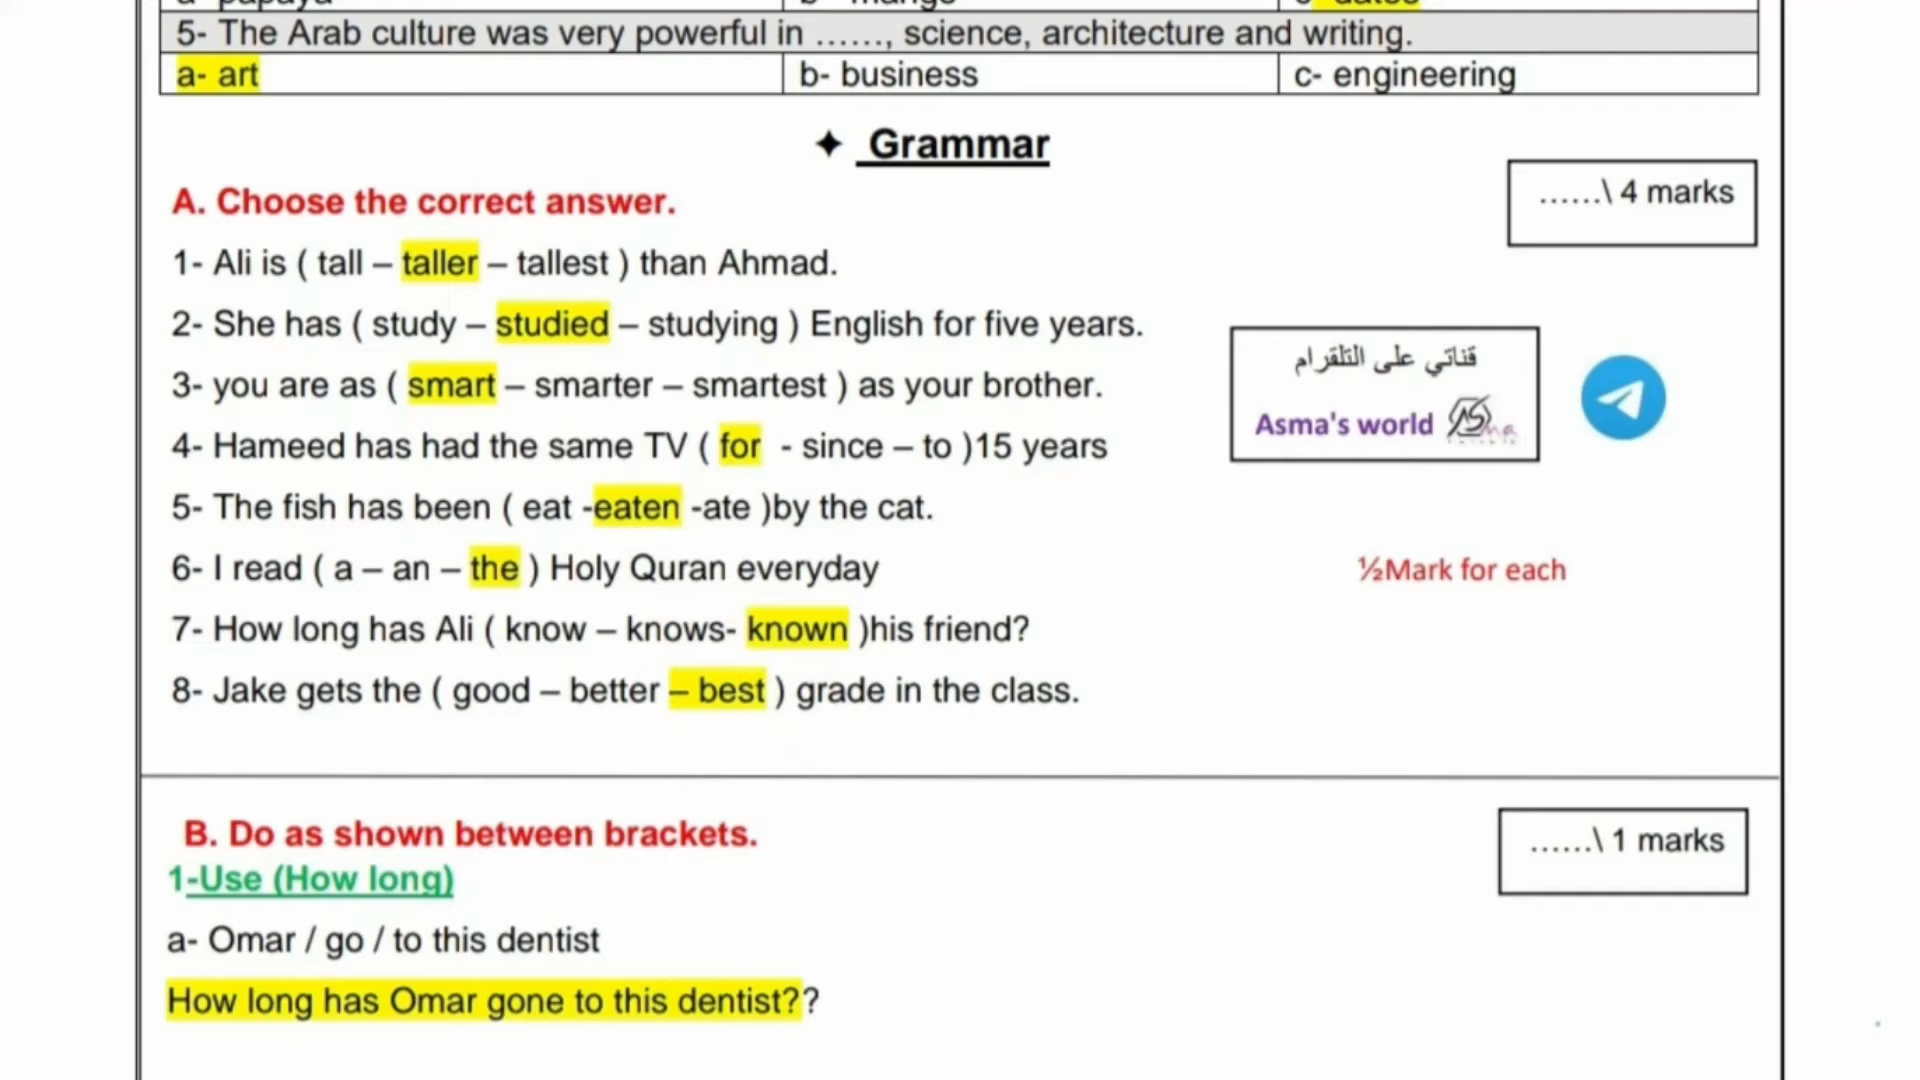 a- papaya b- mango c- dates
5- The Arab culture was very powerful in ......, science, architecture and writing.
a- art b- business c- engineering
✦ Grammar
......\ 4 marks
A. Choose the correct answer.
1- Ali is ( tall – taller – tallest ) than Ahmad.
2- She has ( study – studied – studying ) English for five years.
3- you are as ( smart – smarter – smartest ) as your brother.
4- Hameed has had the same TV ( for - since – to )15 years
5- The fish has been ( eat -eaten -ate )by the cat.
6- I read ( a – an – the ) Holy Quran everyday
7- How long has Ali ( know – knows- known )his friend?
8- Jake gets the ( good – better – best ) grade in the class.
قناتي على التلقرام
Asma's world
½Mark for each
B. Do as shown between brackets.
......\ 1 marks
1-Use (How long)
a- Omar / go / to this dentist
How long has Omar gone to this dentist??